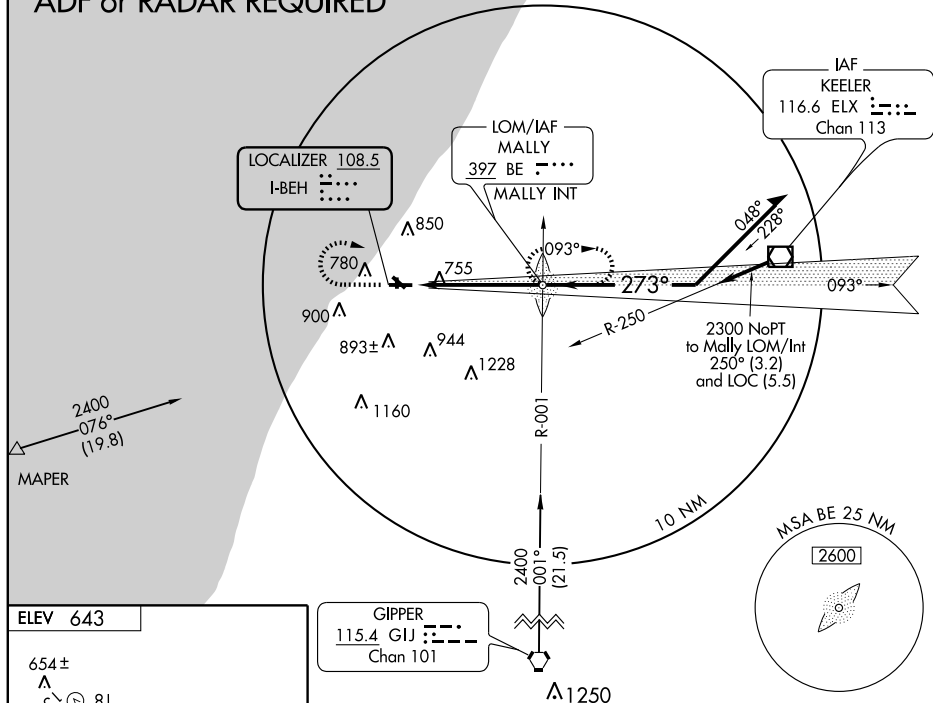 ADF or RADAR REQUIRED
IAF
KEELER
116.6 ELX
Chan 113
LOM/IAF
MALLY
397 BE
MALLY INT
LOCALIZER 108.5
I-BEH
850
780
755
900
893±
944
1228
1160
093°
273°
048°
228°
093°
R-250
2300 NoPT
to Mally LOM/Int
250° (3.2)
and LOC (5.5)
R-001
2400
076°
(19.8)
MAPER
10 NM
2400
001°
(21.5)
MSA BE 25 NM
2600
GIPPER
115.4 GIJ
Chan 101
1250
ELEV 643
654±